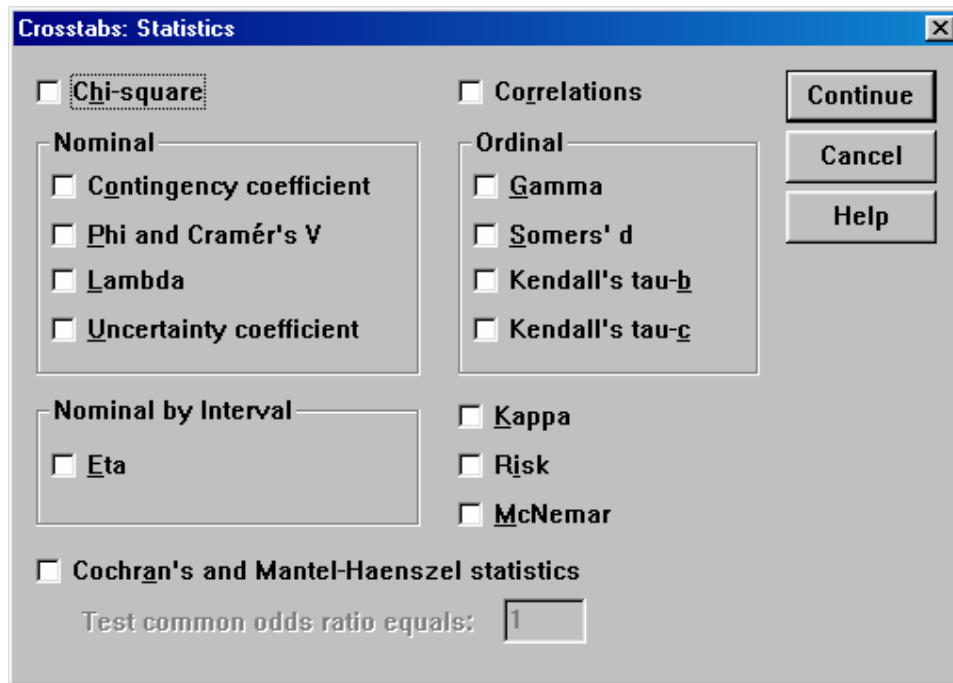 Crosstabs: Statistics
Chi-square
Correlations
Continue
Nominal
Contingency coefficient
Phi and Cramér's V
Lambda
Uncertainty coefficient
Ordinal
Gamma
Somers' d
Kendall's tau-b
Kendall's tau-c
Cancel
Help
Nominal by Interval
Eta
Kappa
Risk
McNemar
Cochran's and Mantel-Haenszel statistics
Test common odds ratio equals: 1